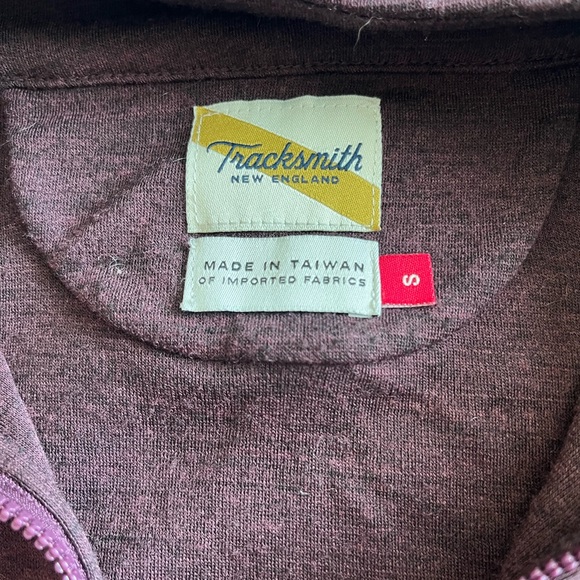 Tracksmith
NEW ENGLAND
MADE IN TAIWAN
OF IMPORTED FABRICS
S